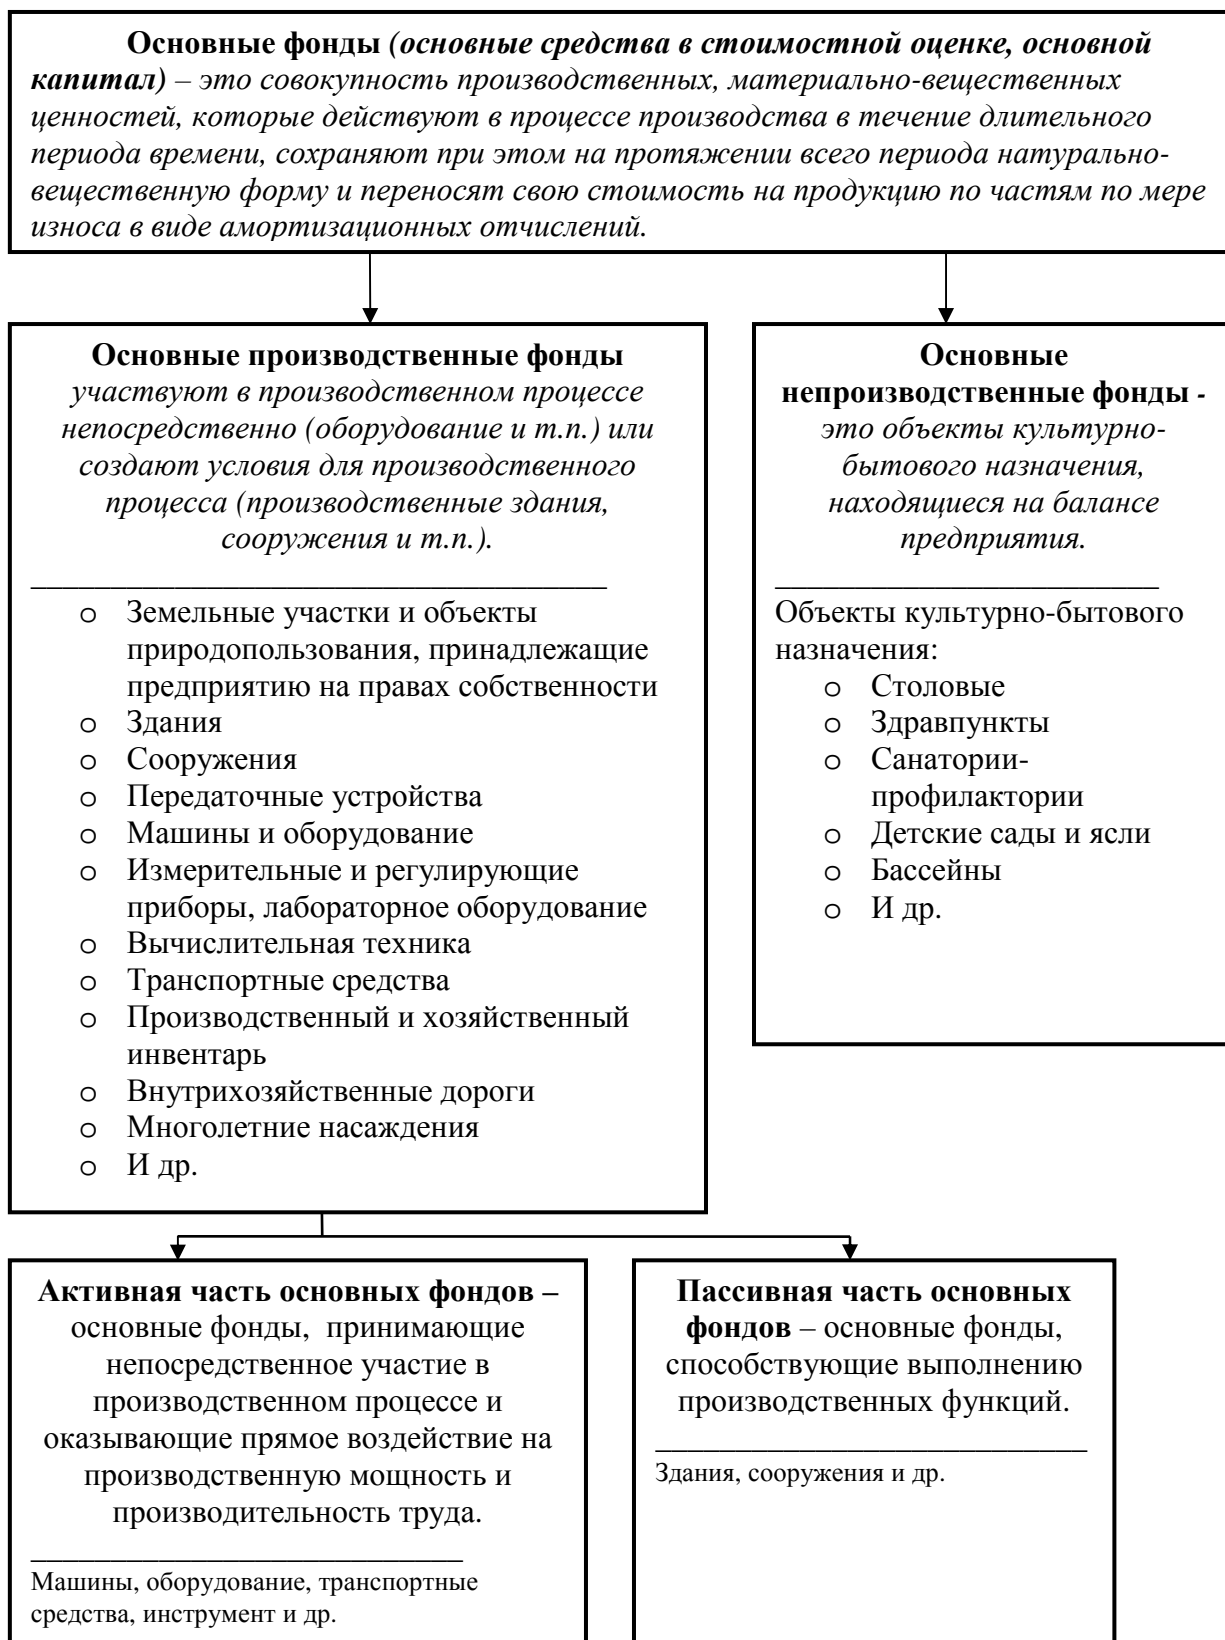 Основные фонды (основные средства в стоимостной оценке, основной
капитал) – это совокупность производственных, материально-вещественных
ценностей, которые действуют в процессе производства в течение длительного
периода времени, сохраняют при этом на протяжении всего периода натурально-
вещественную форму и переносят свою стоимость на продукцию по частям по мере
износа в виде амортизационных отчислений.
Основные производственные фонды
участвуют в производственном процессе
непосредственно (оборудование и т.п.) или
создают условия для производственного
процесса (производственные здания,
сооружения и т.п.).
____________________________________
o Земельные участки и объекты
природопользования, принадлежащие
предприятию на правах собственности
o Здания
o Сооружения
o Передаточные устройства
o Машины и оборудование
o Измерительные и регулирующие
приборы, лабораторное оборудование
o Вычислительная техника
o Транспортные средства
o Производственный и хозяйственный
инвентарь
o Внутрихозяйственные дороги
o Многолетние насаждения
o И др.
Основные
непроизводственные фонды -
это объекты культурно-
бытового назначения,
находящиеся на балансе
предприятия.
________________________
Объекты культурно-бытового
назначения:
o Столовые
o Здравпункты
o Санатории-
профилактории
o Детские сады и ясли
o Бассейны
o И др.
Активная часть основных фондов –
основные фонды, принимающие
непосредственное участие в
производственном процессе и
оказывающие прямое воздействие на
производственную мощность и
производительность труда.
___________________________
Машины, оборудование, транспортные
средства, инструмент и др.
Пассивная часть основных
фондов – основные фонды,
способствующие выполнению
производственных функций.
___________________________
Здания, сооружения и др.